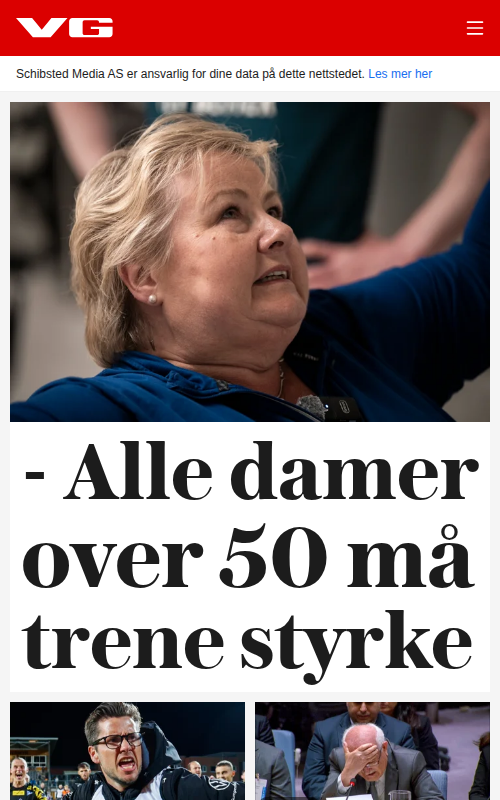 VG
Schibsted Media AS er ansvarlig for dine data på dette nettstedet. Les mer her
- Alle damer
over 50 må
trene styrke